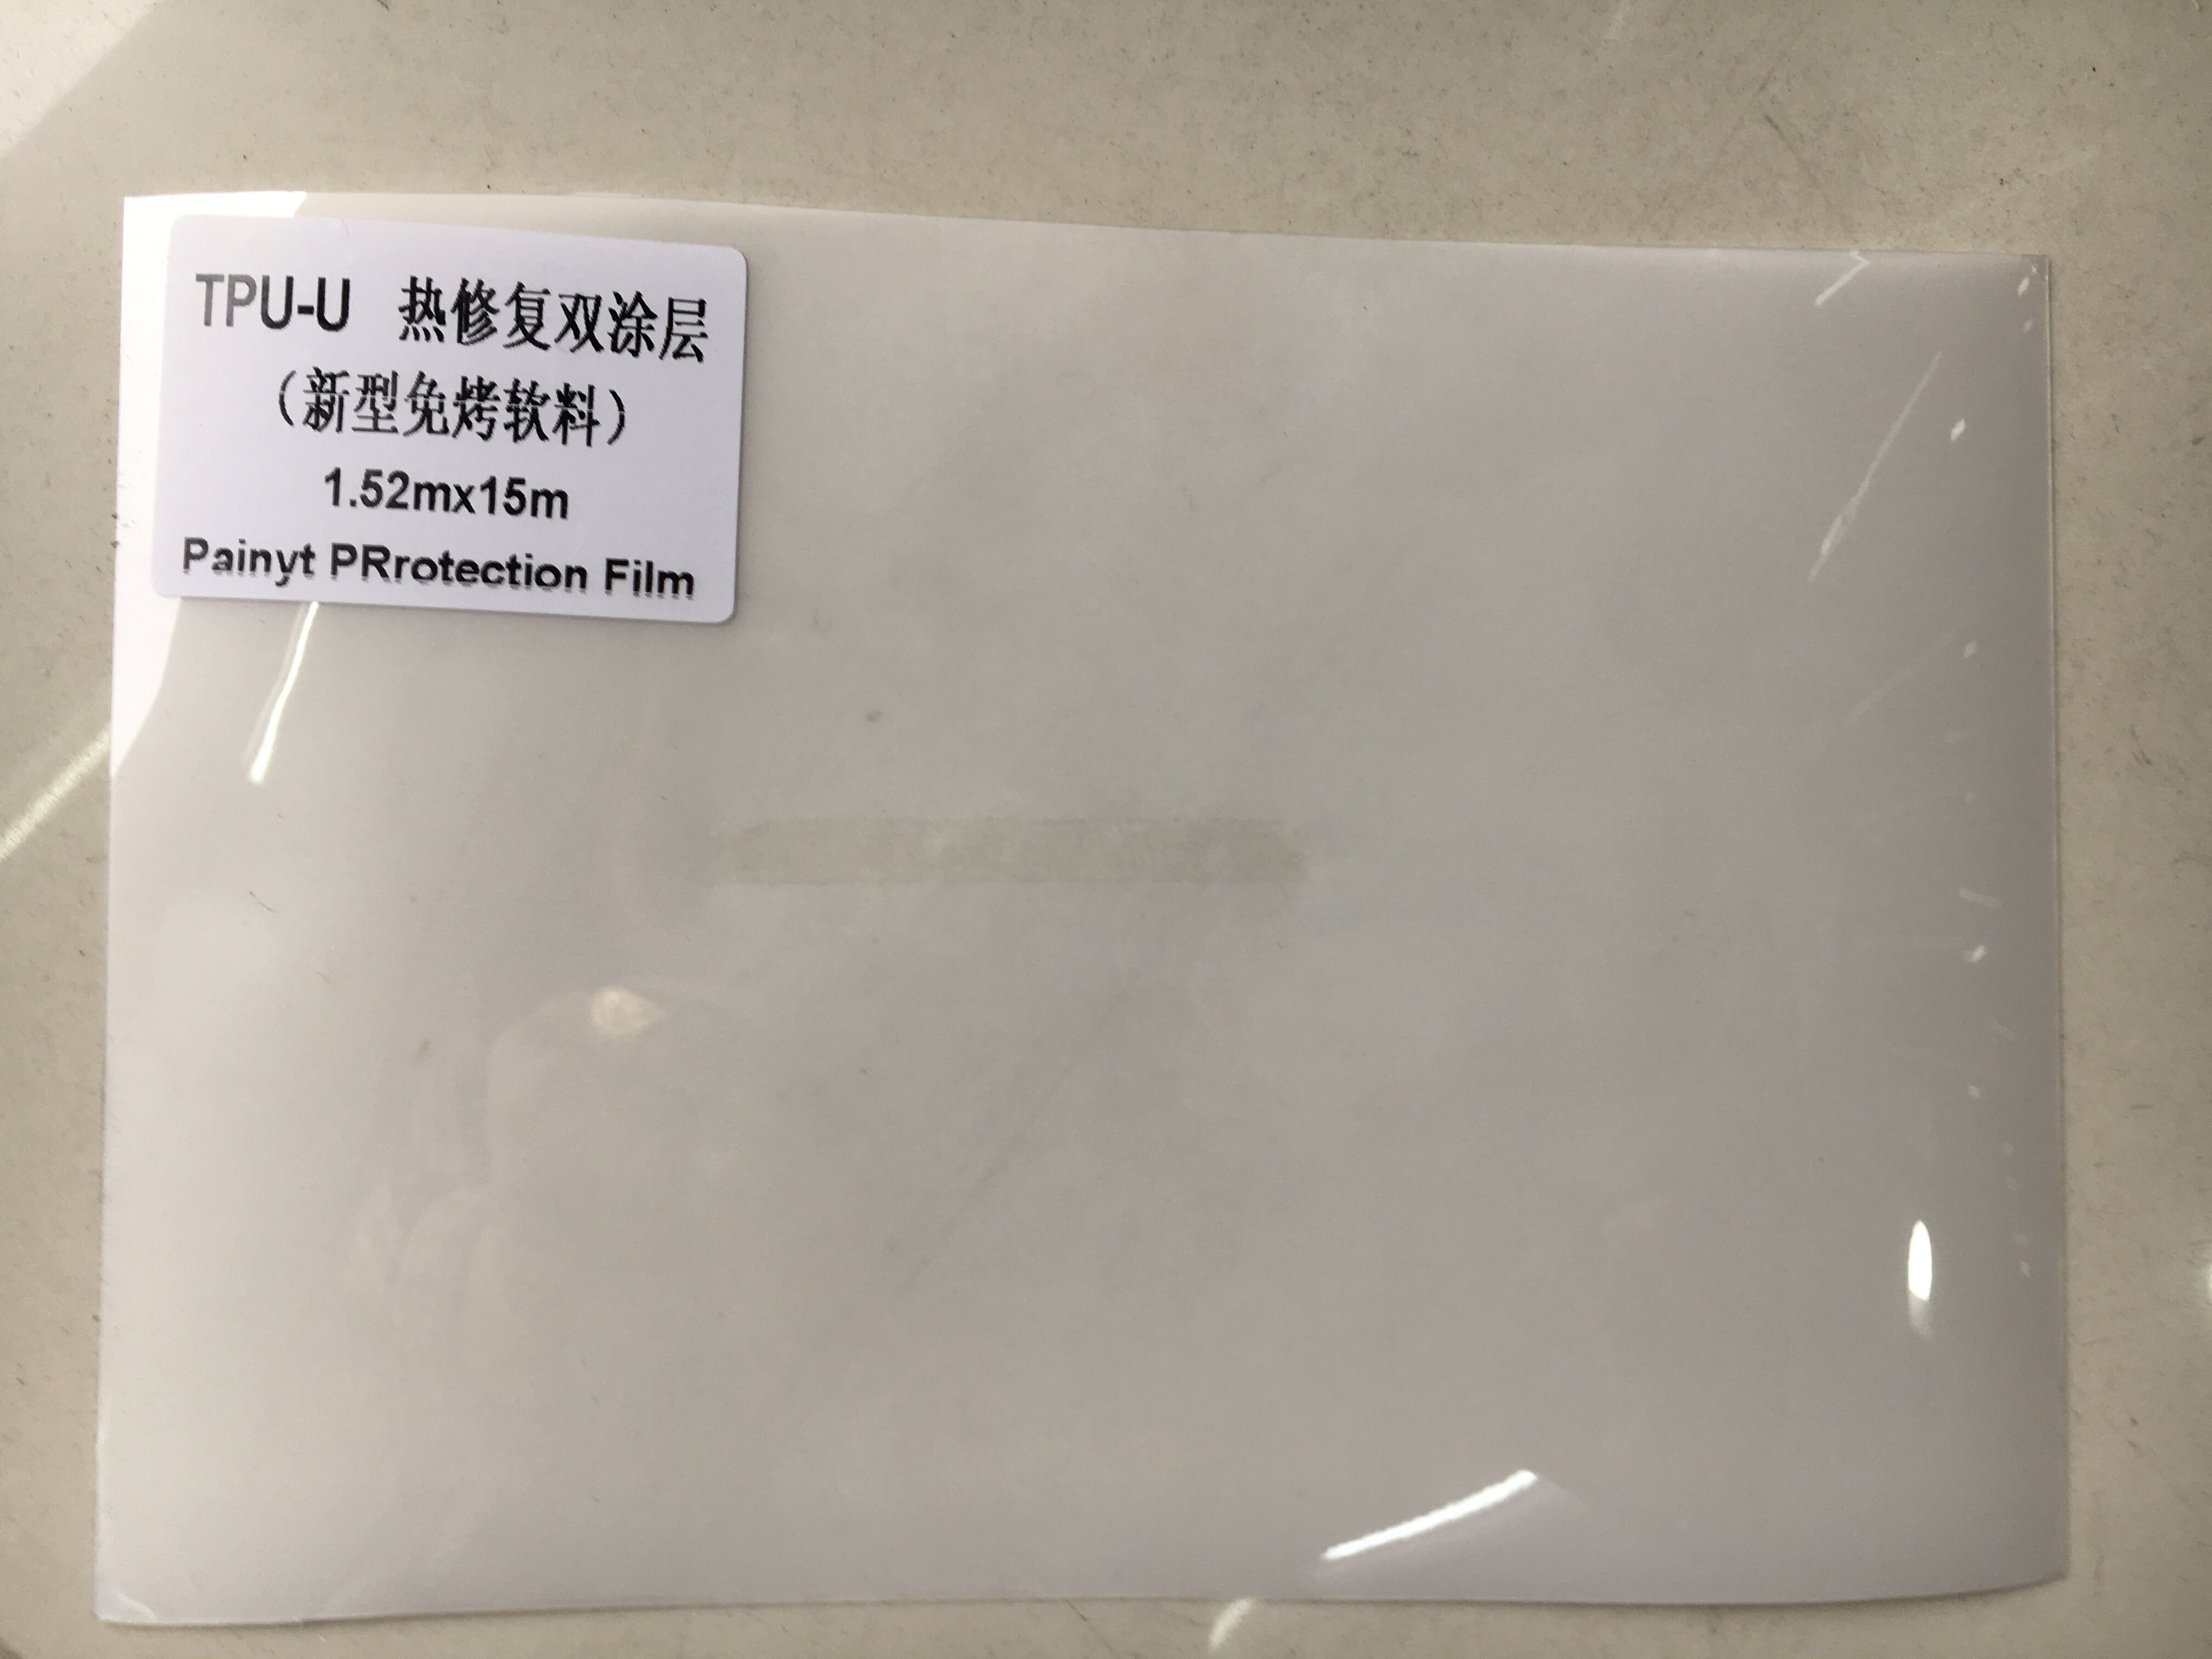 TPU-U 热修复双涂层
（新型免烤软料）
1.52mx15m
Painyt PRrotection Film